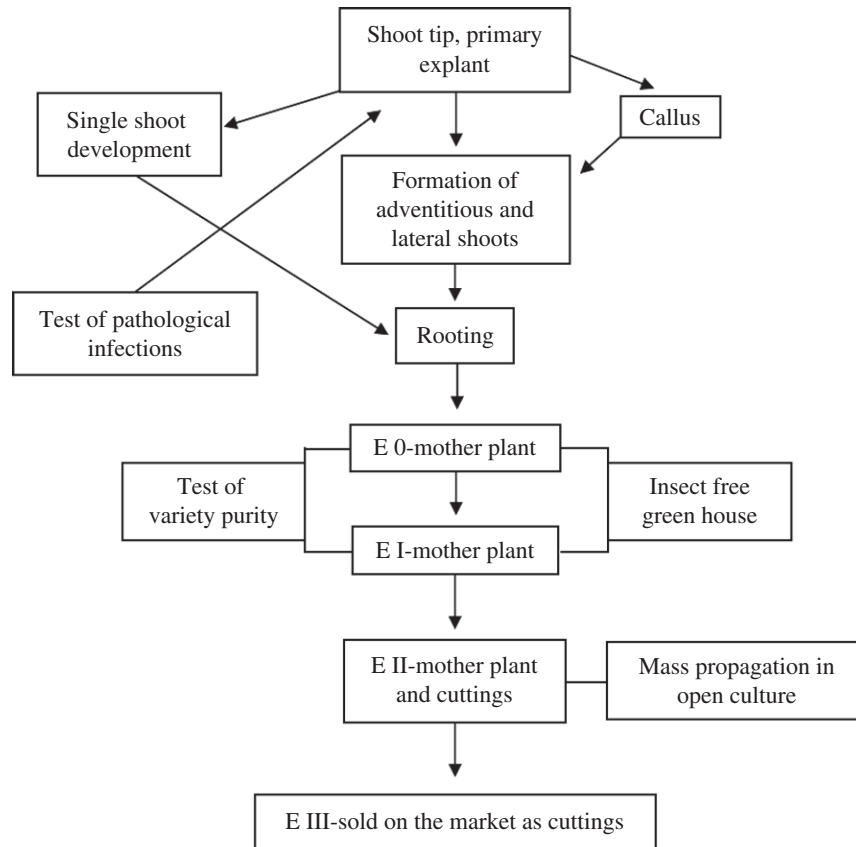 Shoot tip, primary
explant
Single shoot
development
Callus
Formation of
adventitious and
lateral shoots
Test of pathological
infections
Rooting
E 0-mother plant
Test of
variety purity
Insect free
green house
E I-mother plant
E II-mother plant
and cuttings
Mass propagation in
open culture
E III-sold on the market as cuttings